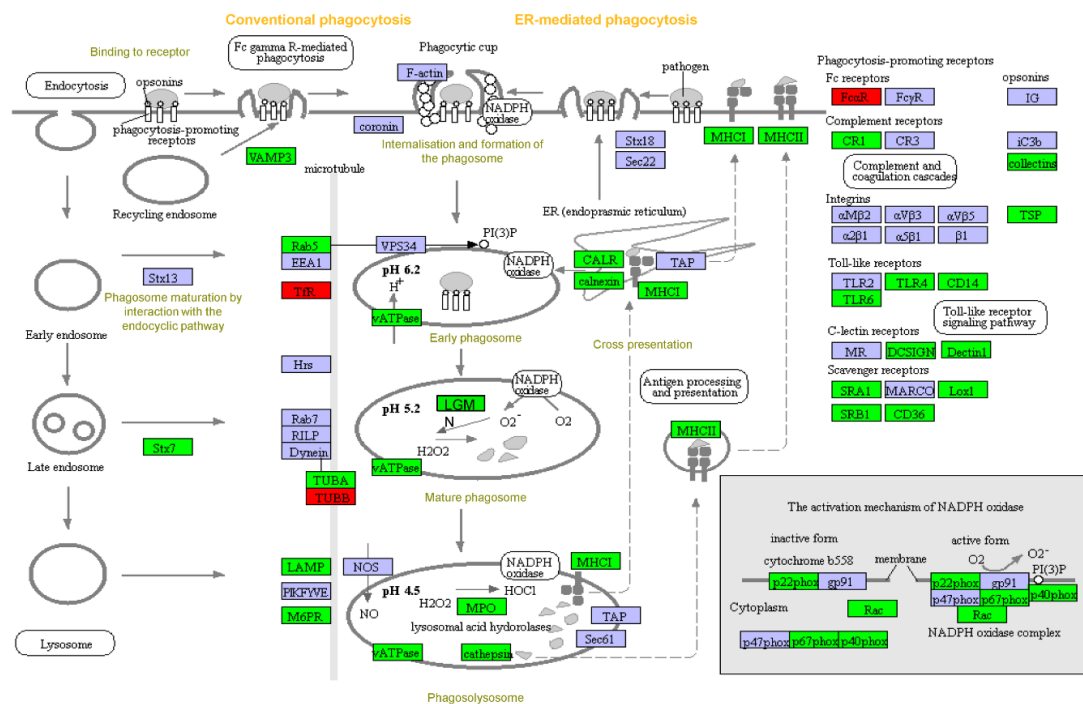 Conventional phagocytosis
ER-mediated phagocytosis
Binding to receptor
Fc gamma R-mediated
phagocytosis
Phagocytic cup
F-actin
Endocytosis
opsonins
NADPH
oxidase
pathogen
phagocytosis-promoting
receptors
coronin
VAMP3
Internalisation and formation of
the phagosome
Stx18
Sec22
MHCI
MHCII
microtubule
Recycling endosome
ER (endoprasmic reticulum)
Rab5
EEA1
VPS34
PI(3)P
NADPH
oxidase
CALR
calnexin
TAP
MHCI
Stx13
TfR
pH 6.2
H+
vATPase
Phagosome maturation by
interaction with the
endocyclic pathway
Early endosome
Early phagosome
Cross presentation
Hrs
NADPH
oxidase
pH 5.2
LGM
N
O2-
O2
H2O2
vATPase
Antigen processing
and presentation
MHCII
Rab7
RILP
Dynein
Stx7
Late endosome
TUBA
TUBB
Mature phagosome
LAMP
PIKFYVE
M6PR
NOS
NO
NADPH
oxidase
MHCI
pH 4.5
H2O2
HOCl
MPO
lysosomal acid hydorolases
TAP
Sec61
vATPase
cathepsin
Lysosome
Phagosolysosome
Phagocytosis-promoting receptors
Fc receptors
opsonins
FcαR
FcγR
IG
Complement receptors
CR1
CR3
iC3b
collectins
Complement and
coagulation cascades
Integrins
αMβ2
αVβ3
αVβ5
TSP
α2β1
α5β1
β1
Toll-like receptors
TLR2
TLR4
CD14
TLR6
Toll-like receptor
signaling pathway
C-lectin receptors
MR
DCSIGN
Dectin1
Scavenger receptors
SRA1
MARCO
Lox1
SRB1
CD36
The activation mechanism of NADPH oxidase
inactive form
active form
cytochrome b558
membrane
O2
O2-
PI(3)P
p22phox
gp91
p22phox
gp91
p47phox
p67phox
p40phox
Cytoplasm
Rac
Rac
NADPH oxidase complex
p47phox
p67phox
p40phox